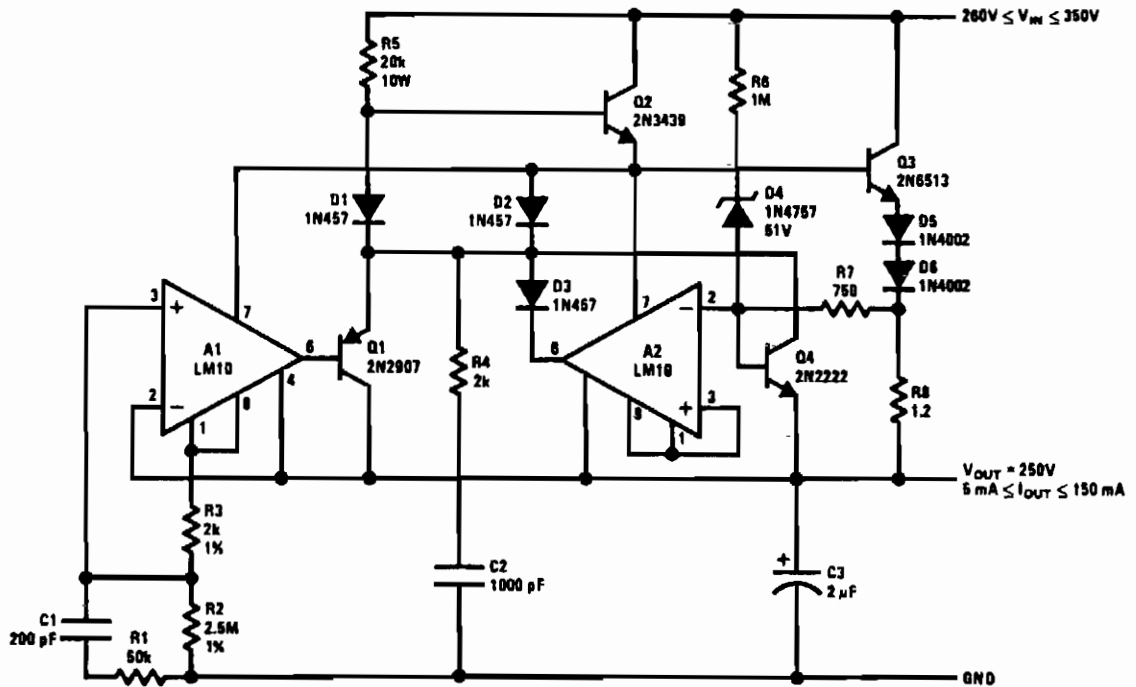 260V ≤ VIN ≤ 350V
R5
20k
10W
Q2
2N3439
R6
1M
Q3
2N6513
D1
1N457
D2
1N457
D4
1N4757
51V
D5
1N4002
D3
1N457
R7
750
D6
1N4002
3
+
7
A1
LM10
6
4
2
−
8
1
Q1
2N2907
R4
2k
7
−
2
6
A2
LM10
+
3
8
1
Q4
2N2222
R8
1.2
VOUT = 250V
6 mA ≤ IOUT ≤ 150 mA
R3
2k
1%
C2
1000 pF
+
C3
2 μF
C1
200 pF
R2
2.5M
1%
R1
50k
GND